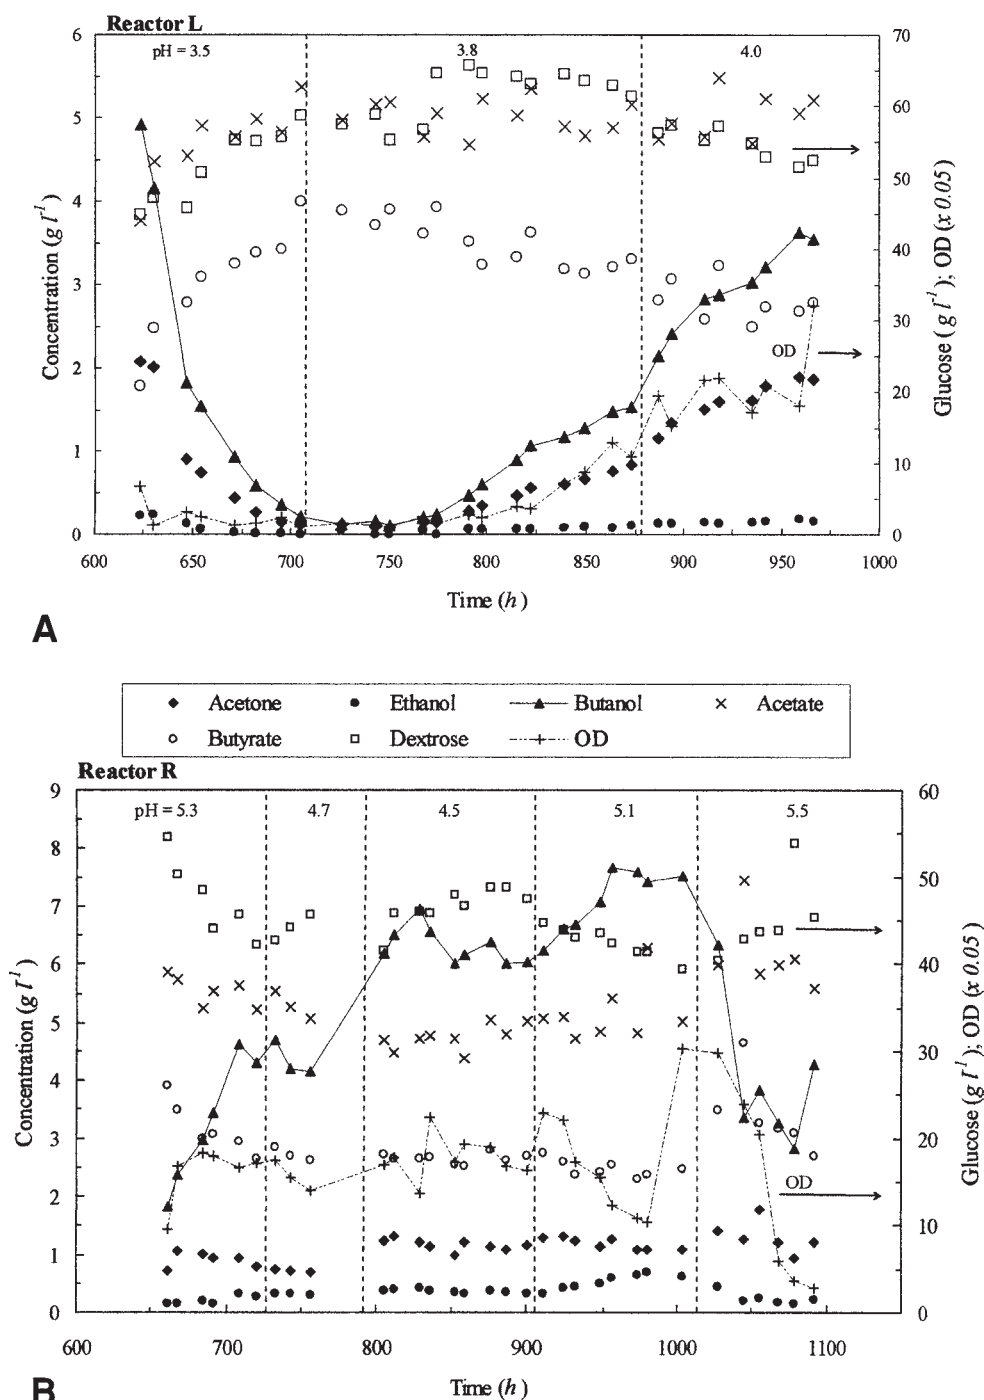 Reactor L
pH = 3.5
3.8
4.0
6
5
4
3
2
1
0
70
60
50
40
30
20
10
0
Concentration (g l⁻¹)
Glucose (g l⁻¹); OD (x 0.05)
OD
600
650
700
750
800
850
900
950
1000
Time (h)
A
Acetone
Ethanol
Butanol
Acetate
Butyrate
Dextrose
OD
Reactor R
pH = 5.3
4.7
4.5
5.1
5.5
9
8
7
6
5
4
3
2
1
0
60
50
40
30
20
10
0
Concentration (g l⁻¹)
Glucose (g l⁻¹); OD (x 0.05)
OD
600
700
800
900
1000
1100
Time (h)
B